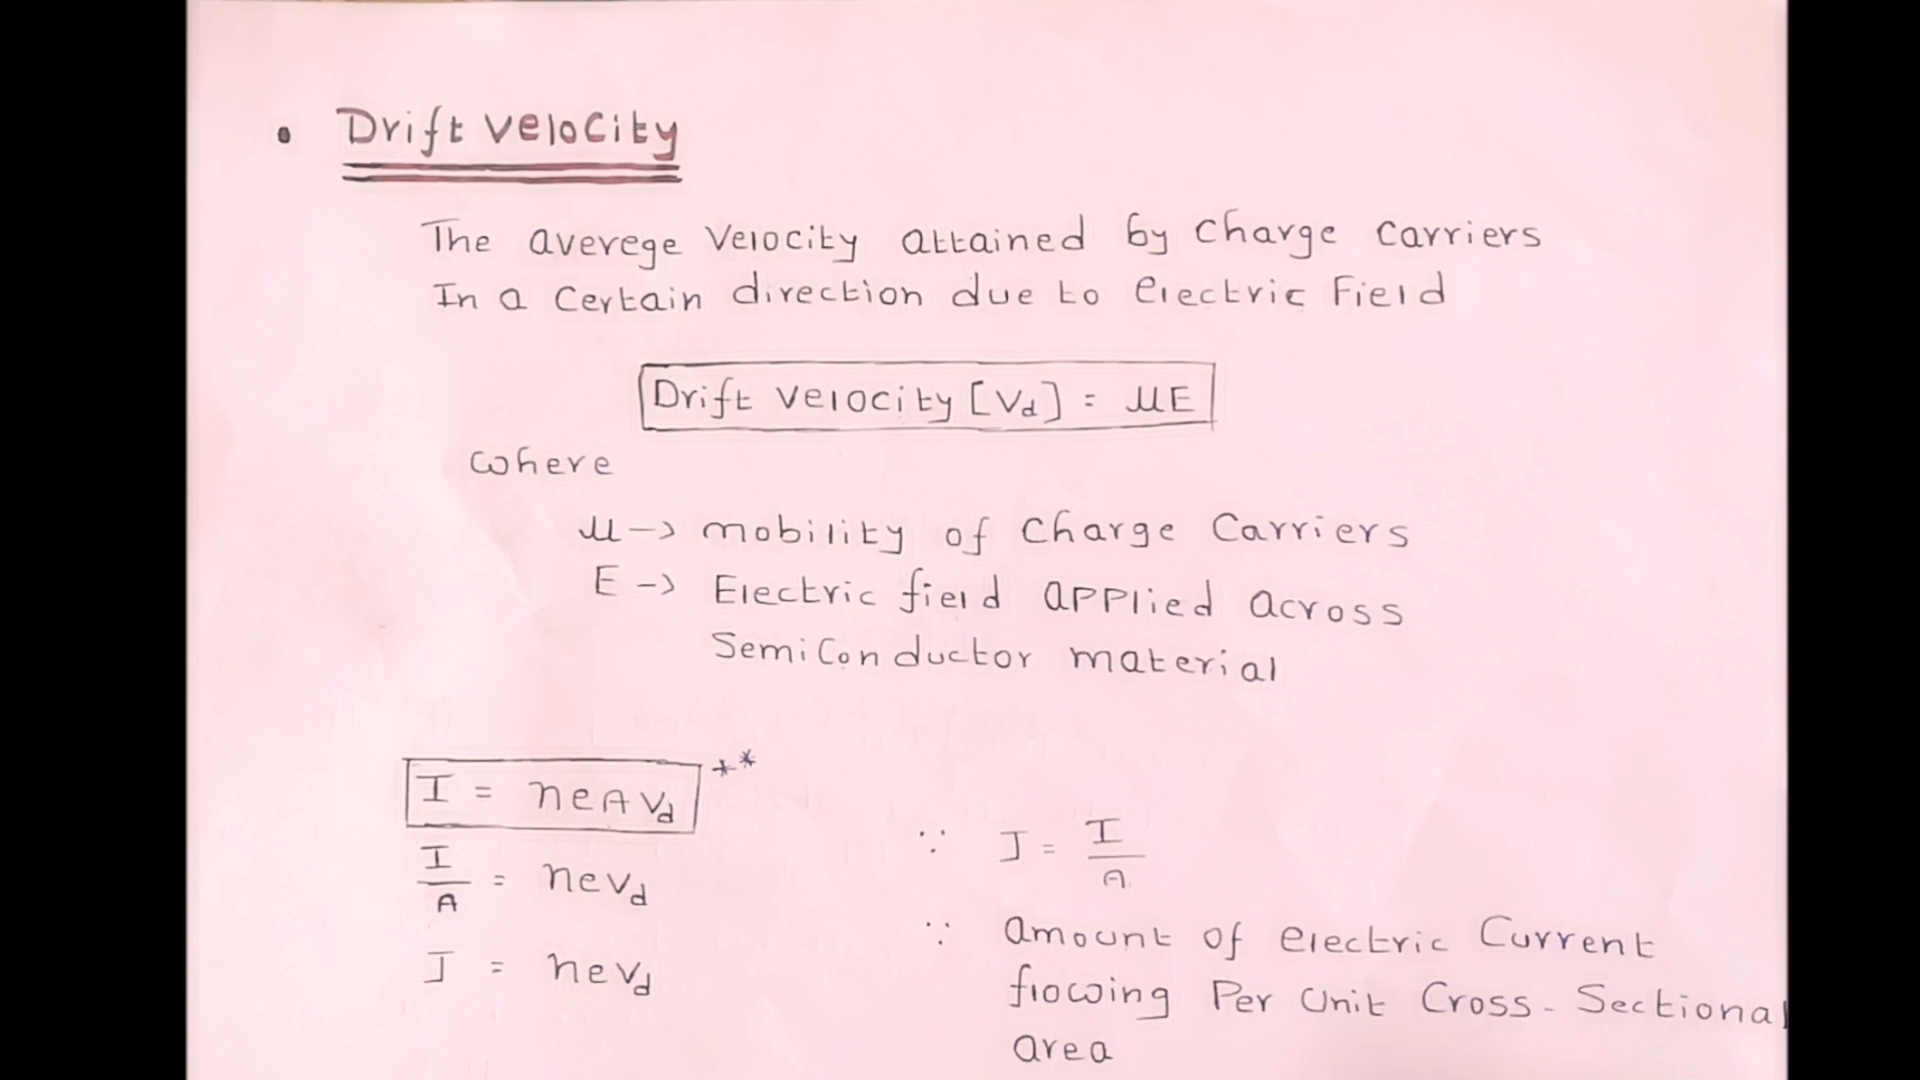 • Drift Velocity
The averege Velocity attained by Charge Carriers
In a Certain direction due to electric Field
Drift Velocity [Vd] = μE
where
μ -> mobility of Charge Carriers
E -> Electric field applied across
SemiConductor material
I = neAVd **
I/A = neVd
J = neVd
∵ J = I/A
∵ amount of electric Current
flowing Per Unit Cross-Sectional
area